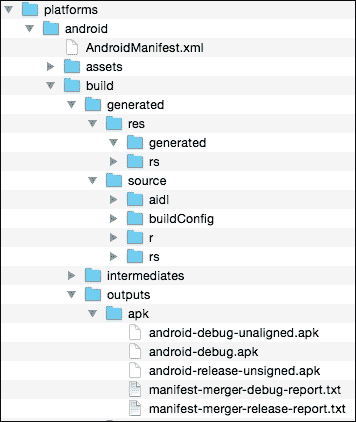 platforms
android
AndroidManifest.xml
assets
build
generated
res
generated
rs
source
aidl
buildConfig
r
rs
intermediates
outputs
apk
android-debug-unaligned.apk
android-debug.apk
android-release-unsigned.apk
manifest-merger-debug-report.txt
manifest-merger-release-report.txt